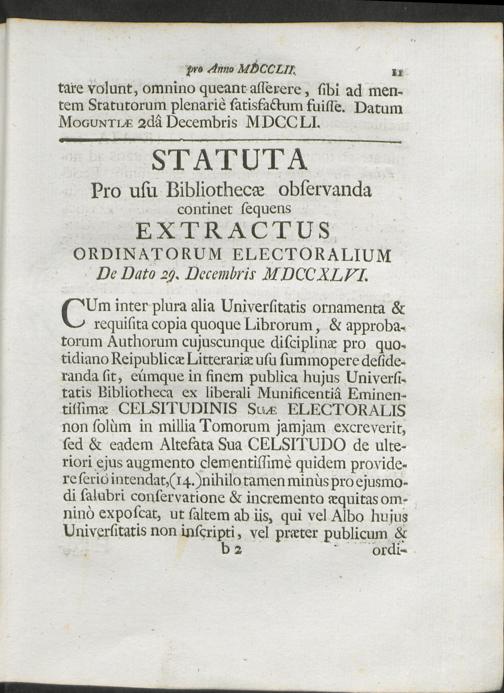 pro Anno MDCCLII. 11
tare volunt, omnino queant asserere, sibi ad men-
tem Statutorum plenariè satisfactum fuisse. Datum
MOGUNTIÆ 2dâ Decembris MDCCLI.
STATUTA
Pro usu Bibliothecæ observanda
continet sequens
EXTRACTUS
ORDINATORUM ELECTORALIUM
De Dato 29. Decembris MDCCXLVI.
CUm inter plura alia Universitatis ornamenta &
requisita copia quoque Librorum, & approba-
torum Authorum cujuscunque disciplinæ pro quo-
tidiano Reipublicæ Litterariæ usu summopere deside-
randa sit, eúmque in finem publica hujus Universi-
tatis Bibliotheca ex liberali Munificentiâ Eminen-
tissimæ CELSITUDINIS SUÆ ELECTORALIS
non solùm in millia Tomorum jamjam excreverit,
sed & eadem Altefata Sua CELSITUDO de ulte-
riori ejus augmento clementissimè quidem provide-
re seriò intendat,(14.)nihilo tamen minùs pro ejusmo-
di salubri conservatione & incremento æquitas om-
ninò exposcat, ut saltem ab iis, qui vel Albo hujus
Universitatis non inscripti, vel præter publicum &
b 2 ordi-